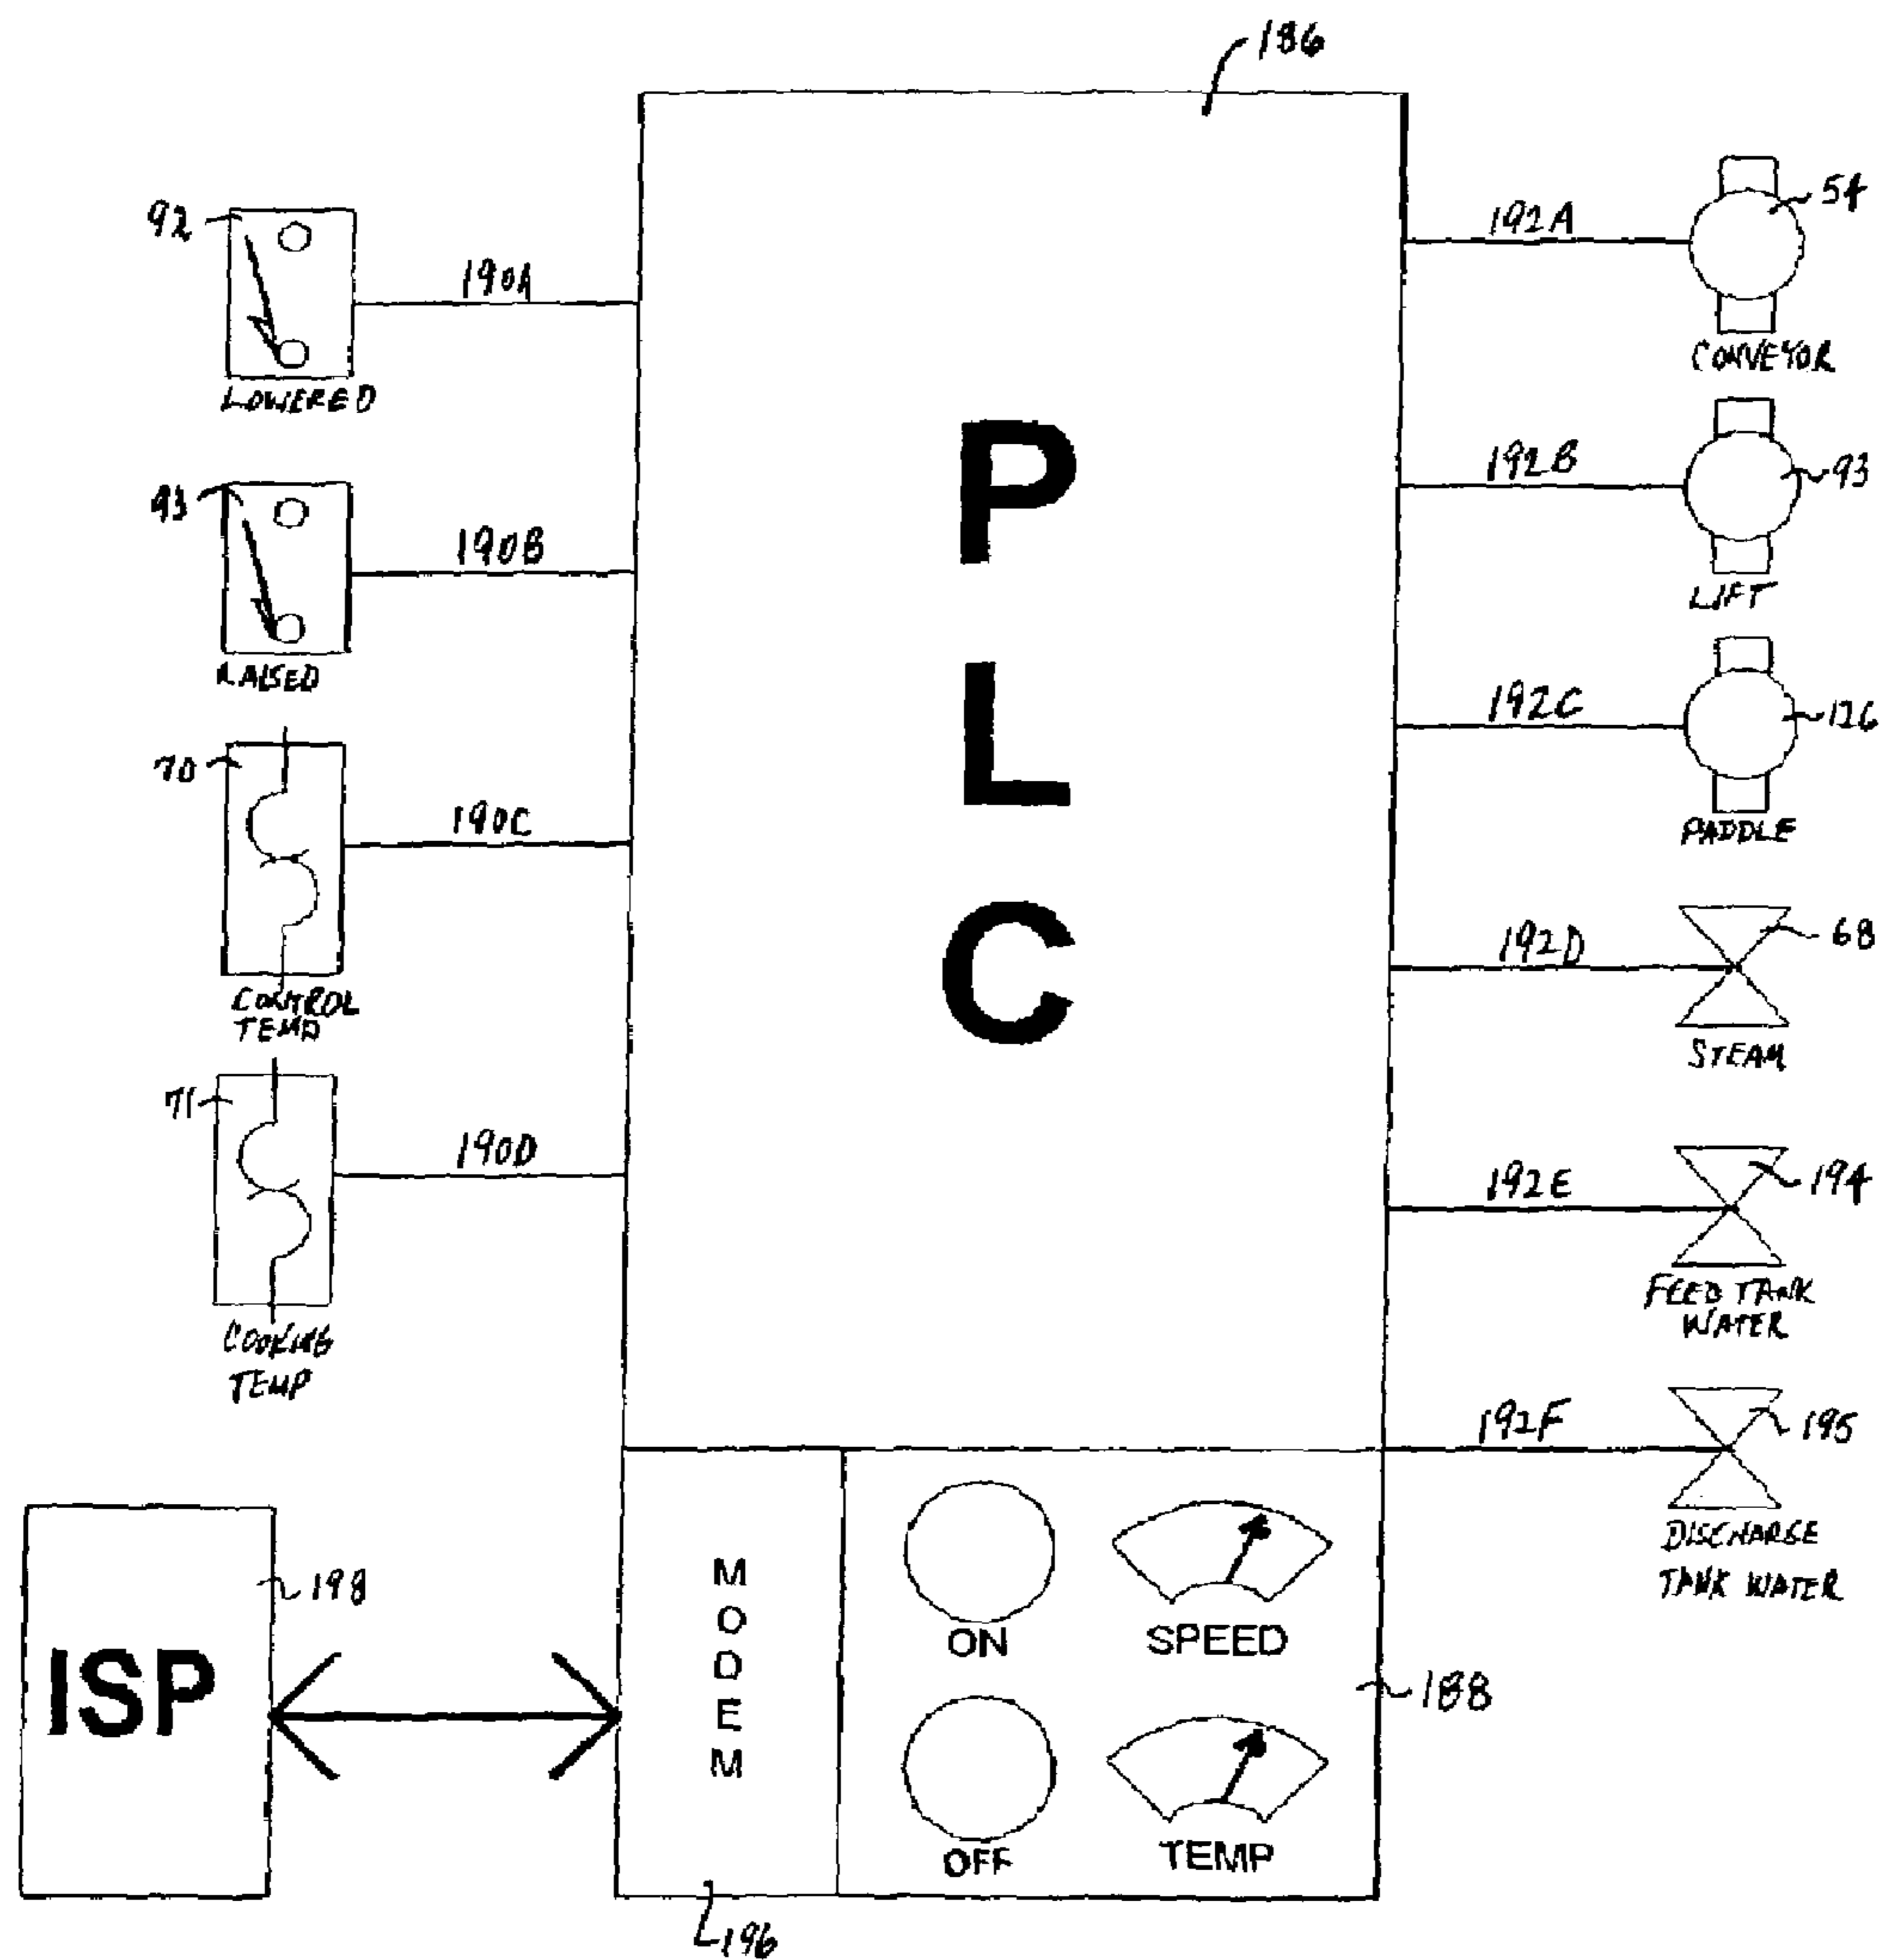 186
92
190A
LOWERED
93
190B
RAISED
70
190C
CONTROL
TEMP
71
190D
COOKING
TEMP
P
L
C
192A
54
CONVEYOR
192B
93
LIFT
192C
126
PADDLE
192D
68
STEAM
192E
194
FEED TANK
WATER
192F
195
DISCHARGE
TANK WATER
ISP
198
MODEM
ON
SPEED
OFF
TEMP
188
196